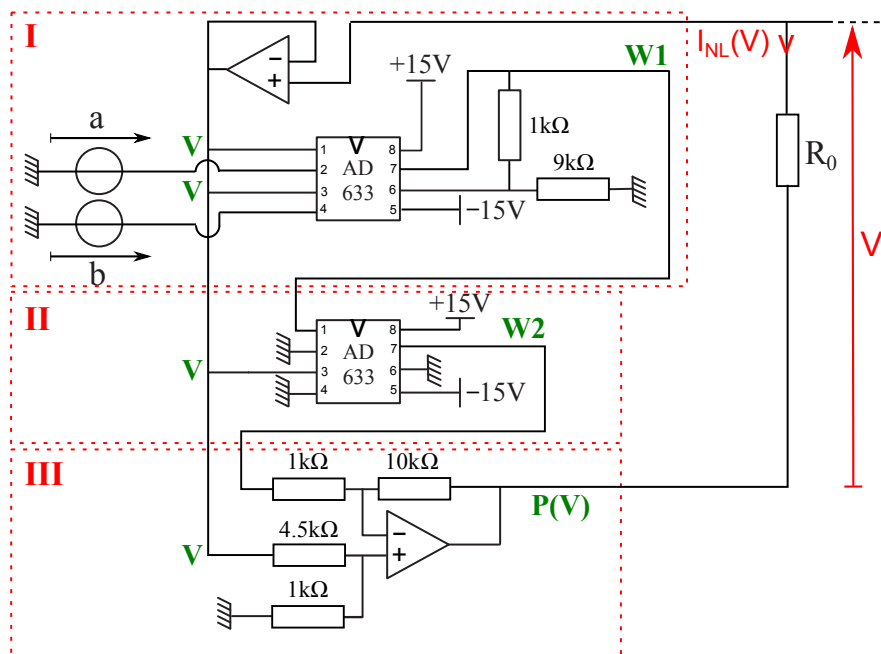 I
a
b
V
V
−
+
+15V
V
AD
633
1
2
3
4
8
7
6
5
−15V
W1
1kΩ
9kΩ
I_NL(V) v
R₀
V
II
V
+15V
V
AD
633
1
2
3
4
8
7
6
5
−15V
W2
III
1kΩ
10kΩ
P(V)
V
4.5kΩ
−
+
1kΩ